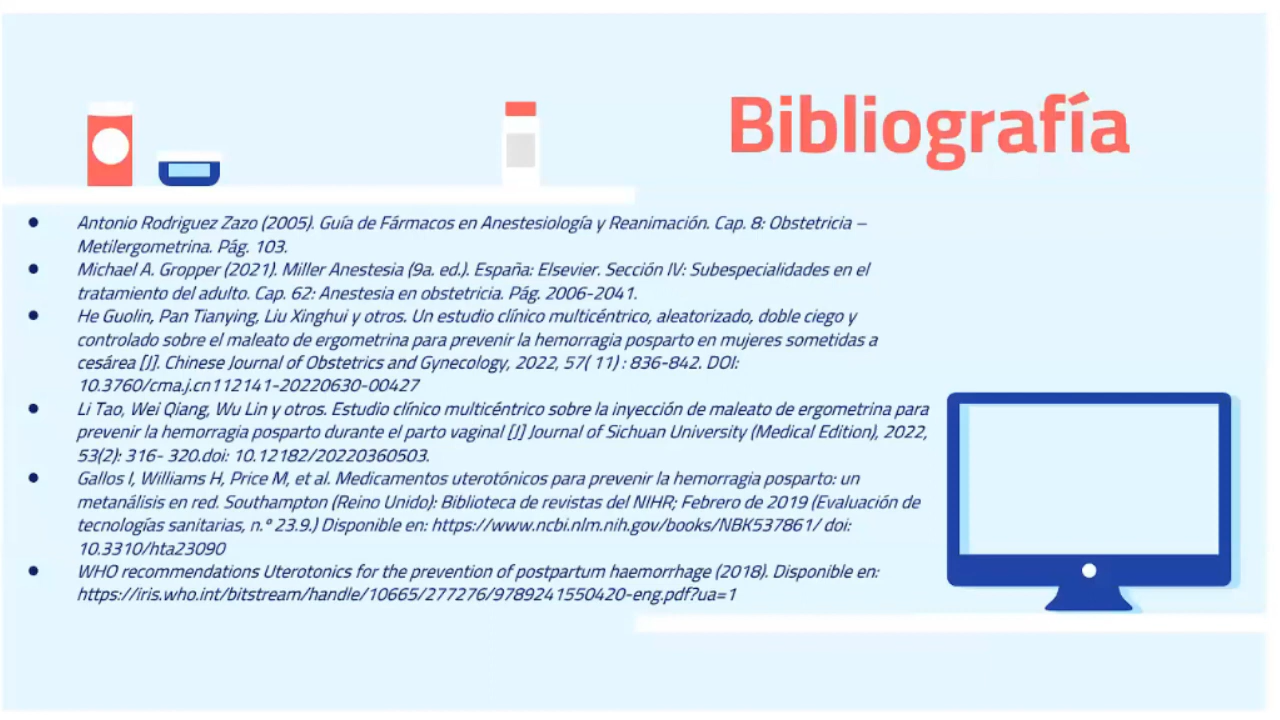 Bibliografía
● Antonio Rodriguez Zazo (2005). Guía de Fármacos en Anestesiología y Reanimación. Cap. 8: Obstetricia –
Metilergometrina. Pág. 103.
● Michael A. Gropper (2021). Miller Anestesia (9a. ed.). España: Elsevier. Sección IV: Subespecialidades en el
tratamiento del adulto. Cap. 62: Anestesia en obstetricia. Pág. 2006-2041.
● He Guolin, Pan Tianying, Liu Xinghui y otros. Un estudio clínico multicéntrico, aleatorizado, doble ciego y
controlado sobre el maleato de ergometrina para prevenir la hemorragia posparto en mujeres sometidas a
cesárea [J]. Chinese Journal of Obstetrics and Gynecology, 2022, 57( 11) : 836-842. DOI:
10.3760/cma.j.cn112141-20220630-00427
● Li Tao, Wei Qiang, Wu Lin y otros. Estudio clínico multicéntrico sobre la inyección de maleato de ergometrina para
prevenir la hemorragia posparto durante el parto vaginal [J] Journal of Sichuan University (Medical Edition), 2022,
53(2): 316- 320.doi: 10.12182/20220360503.
● Gallos I, Williams H, Price M, et al. Medicamentos uterotónicos para prevenir la hemorragia posparto: un
metanálisis en red. Southampton (Reino Unido): Biblioteca de revistas del NIHR; Febrero de 2019 (Evaluación de
tecnologías sanitarias, n.º 23.9.) Disponible en: https://www.ncbi.nlm.nih.gov/books/NBK537861/ doi:
10.3310/hta23090
● WHO recommendations Uterotonics for the prevention of postpartum haemorrhage (2018). Disponible en:
https://iris.who.int/bitstream/handle/10665/277276/9789241550420-eng.pdf?ua=1